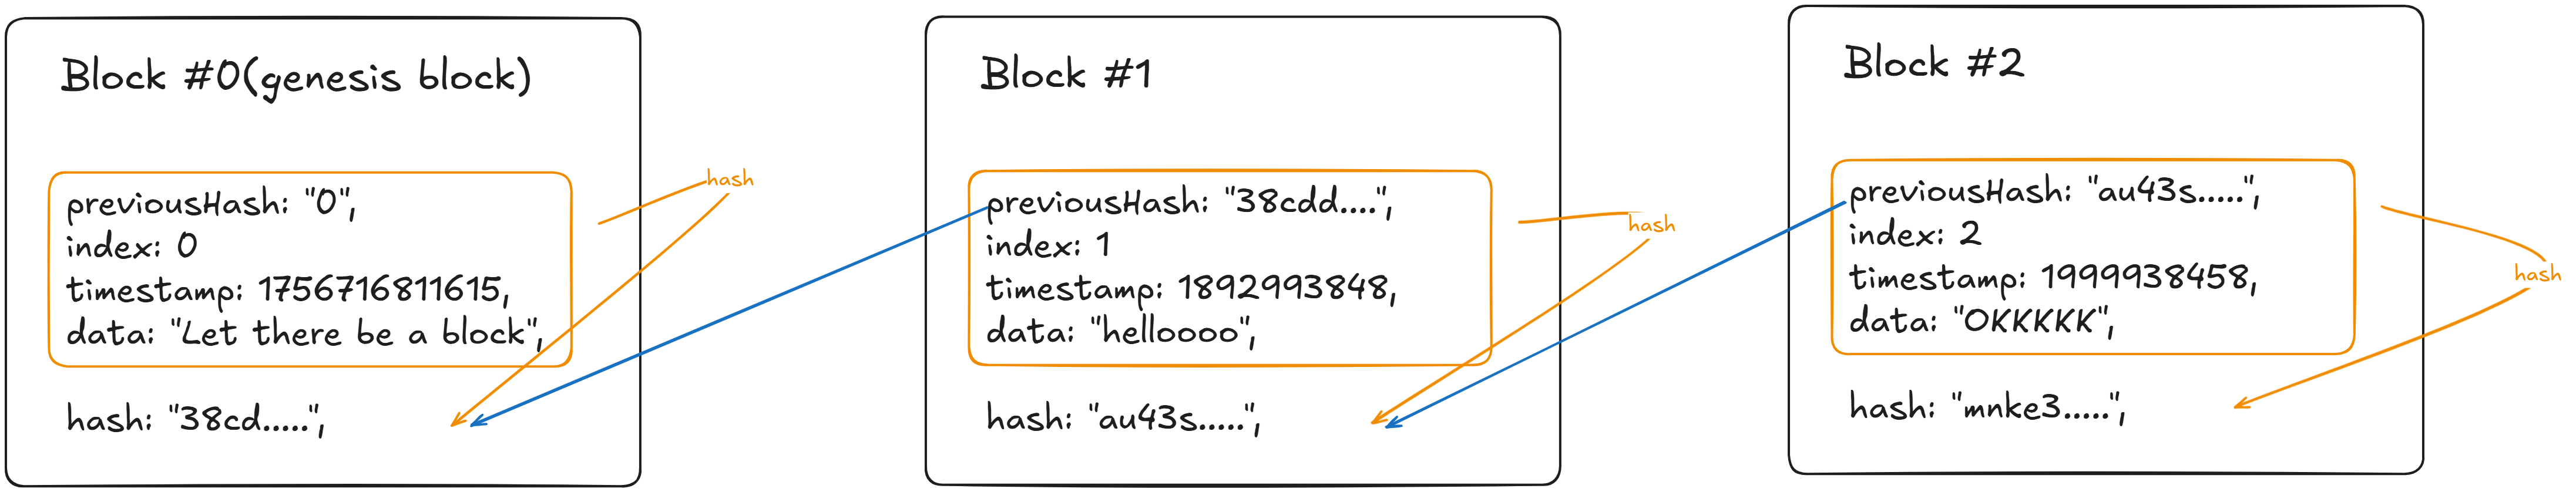 Block #0(genesis block)
previousHash: "0",
index: 0
timestamp: 1756716811615,
data: "Let there be a block",
hash: "38cd.....",
hash
Block #1
previousHash: "38cdd....",
index: 1
timestamp: 1892993848,
data: "helloooo",
hash: "au43s.....",
hash
Block #2
previousHash: "au43s.....",
index: 2
timestamp: 1999938458,
data: "OKKKKK",
hash: "mnke3.....",
hash